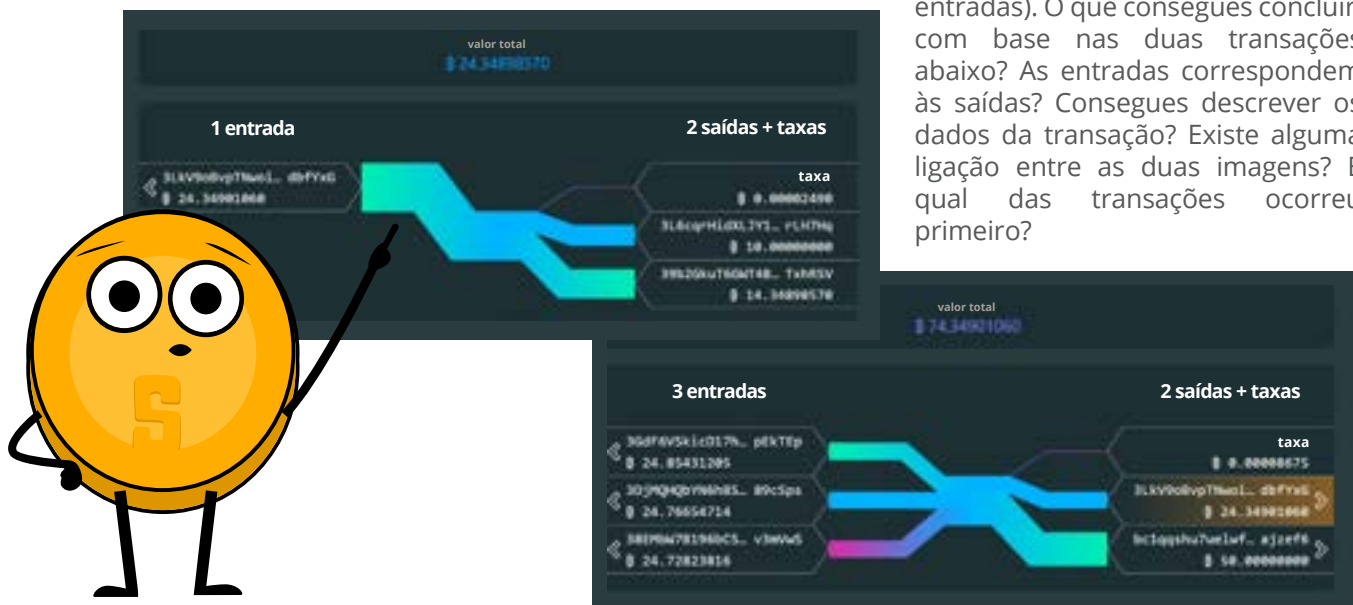 entradas). O que consegues concluir
com base nas duas transações
abaixo? As entradas correspondem
às saídas? Consegues descrever os
dados da transação? Existe alguma
ligação entre as duas imagens? E
qual das transações ocorreu
primeiro?
valor total
₿ 24.34898570
1 entrada
2 saídas + taxas
₿ 24.34901060
taxa
₿ 0.00002490
₿ 10.00000000
₿ 14.34898570
valor total
₿ 74.34901060
3 entradas
2 saídas + taxas
₿ 24.85431205
₿ 24.76654714
₿ 24.72823816
taxa
₿ 0.00008675
₿ 24.34901060
₿ 50.00000000